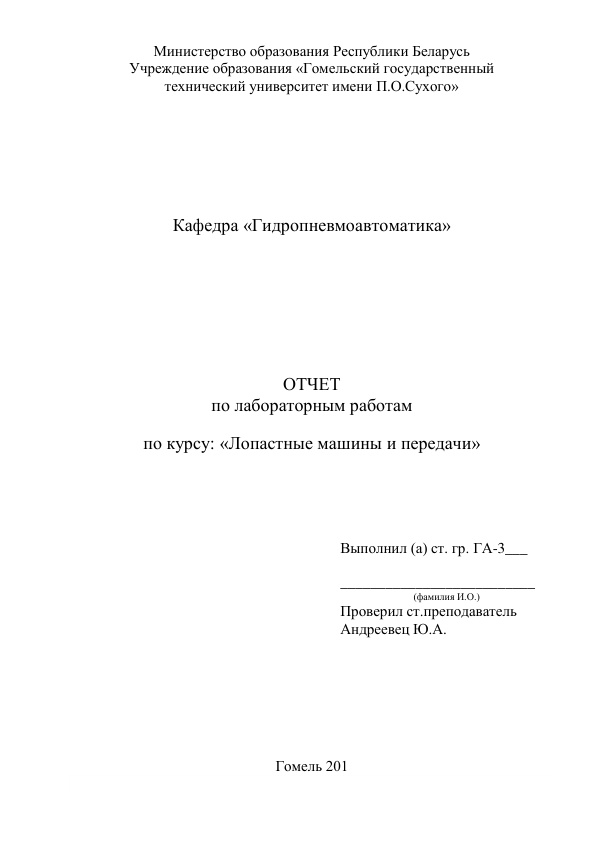 Министерство образования Республики Беларусь
Учреждение образования «Гомельский государственный
технический университет имени П.О.Сухого»
Кафедра «Гидропневмоавтоматика»
ОТЧЕТ
по лабораторным работам
по курсу: «Лопастные машины и передачи»
Выполнил (а) ст. гр. ГА-3___
__________________________
(фамилия И.О.)
Проверил ст.преподаватель
Андреевец Ю.А.
Гомель 201